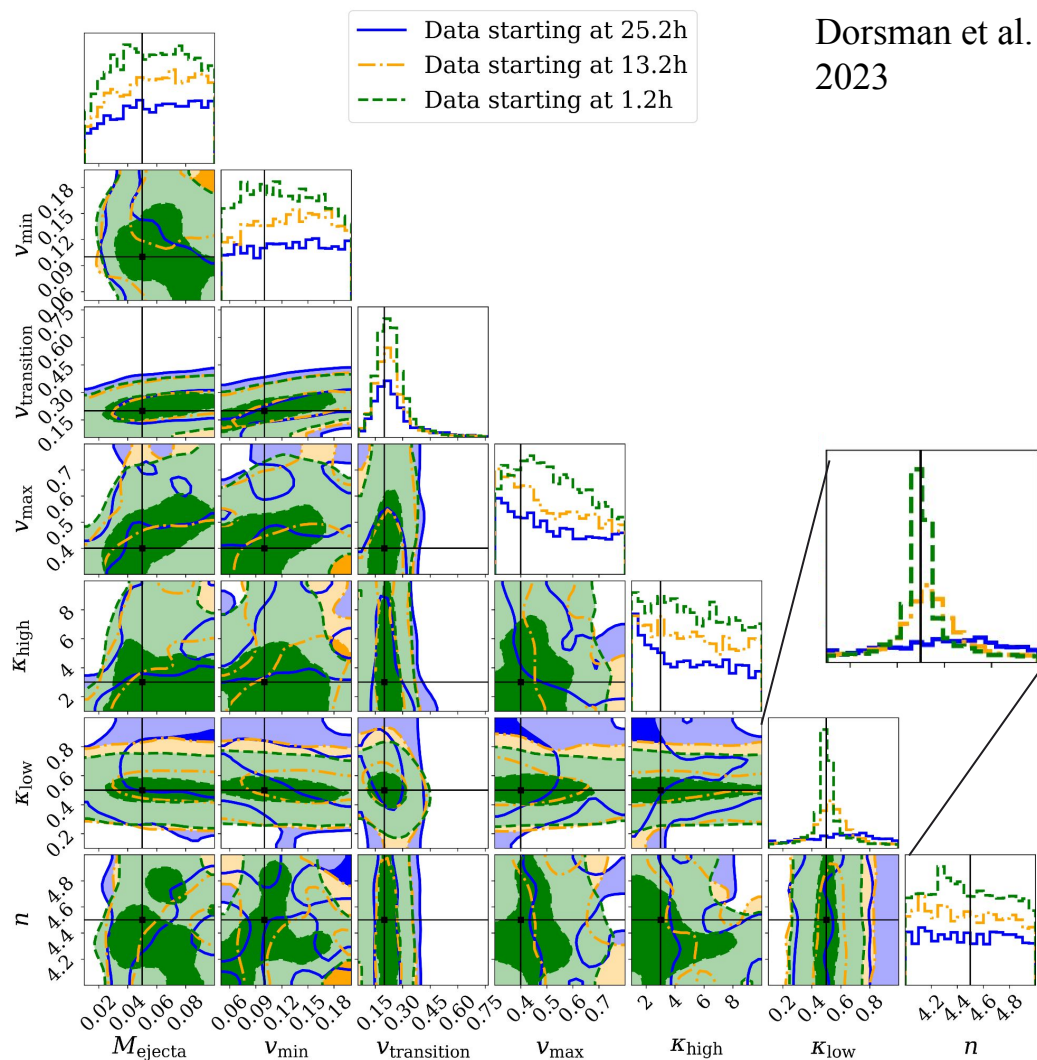 Data starting at 25.2h
Data starting at 13.2h
Data starting at 1.2h
Dorsman et al.
2023
v_min
0.18
0.15
0.12
0.09
0.06
v_transition
0.75
0.60
0.45
0.30
0.15
v_max
0.7
0.6
0.5
0.4
κ_high
8
6
4
2
κ_low
0.8
0.6
0.4
0.2
n
4.8
4.6
4.4
4.2
0.02 0.04 0.06 0.08
0.06 0.09 0.12 0.15 0.18
0.15 0.30 0.45 0.60 0.75
0.4 0.5 0.6 0.7
2 4 6 8
0.2 0.4 0.6 0.8
4.2 4.4 4.6 4.8
M_ejecta v_min v_transition v_max κ_high κ_low n